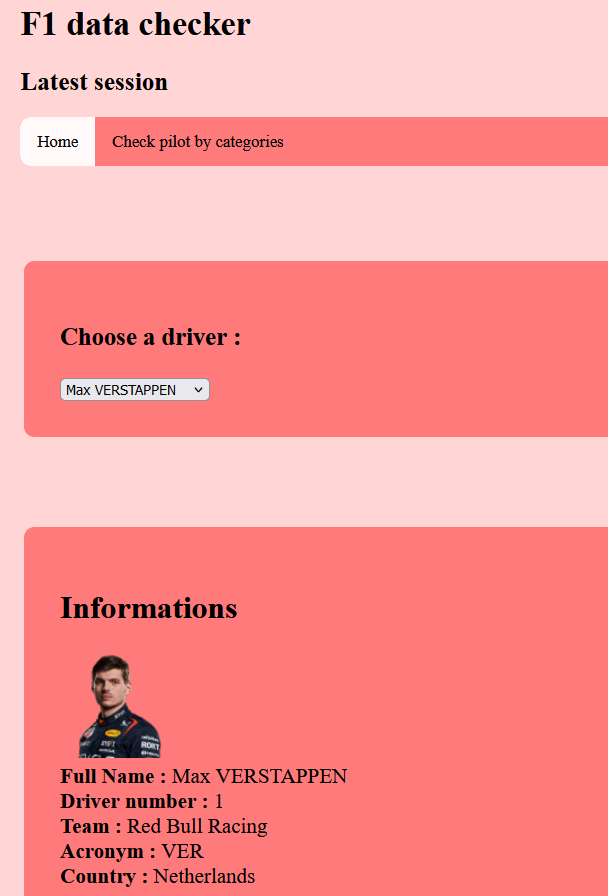 F1 data checker
Latest session
Home
Check pilot by categories
Choose a driver :
Max VERSTAPPEN
Informations
Full Name : Max VERSTAPPEN
Driver number : 1
Team : Red Bull Racing
Acronym : VER
Country : Netherlands